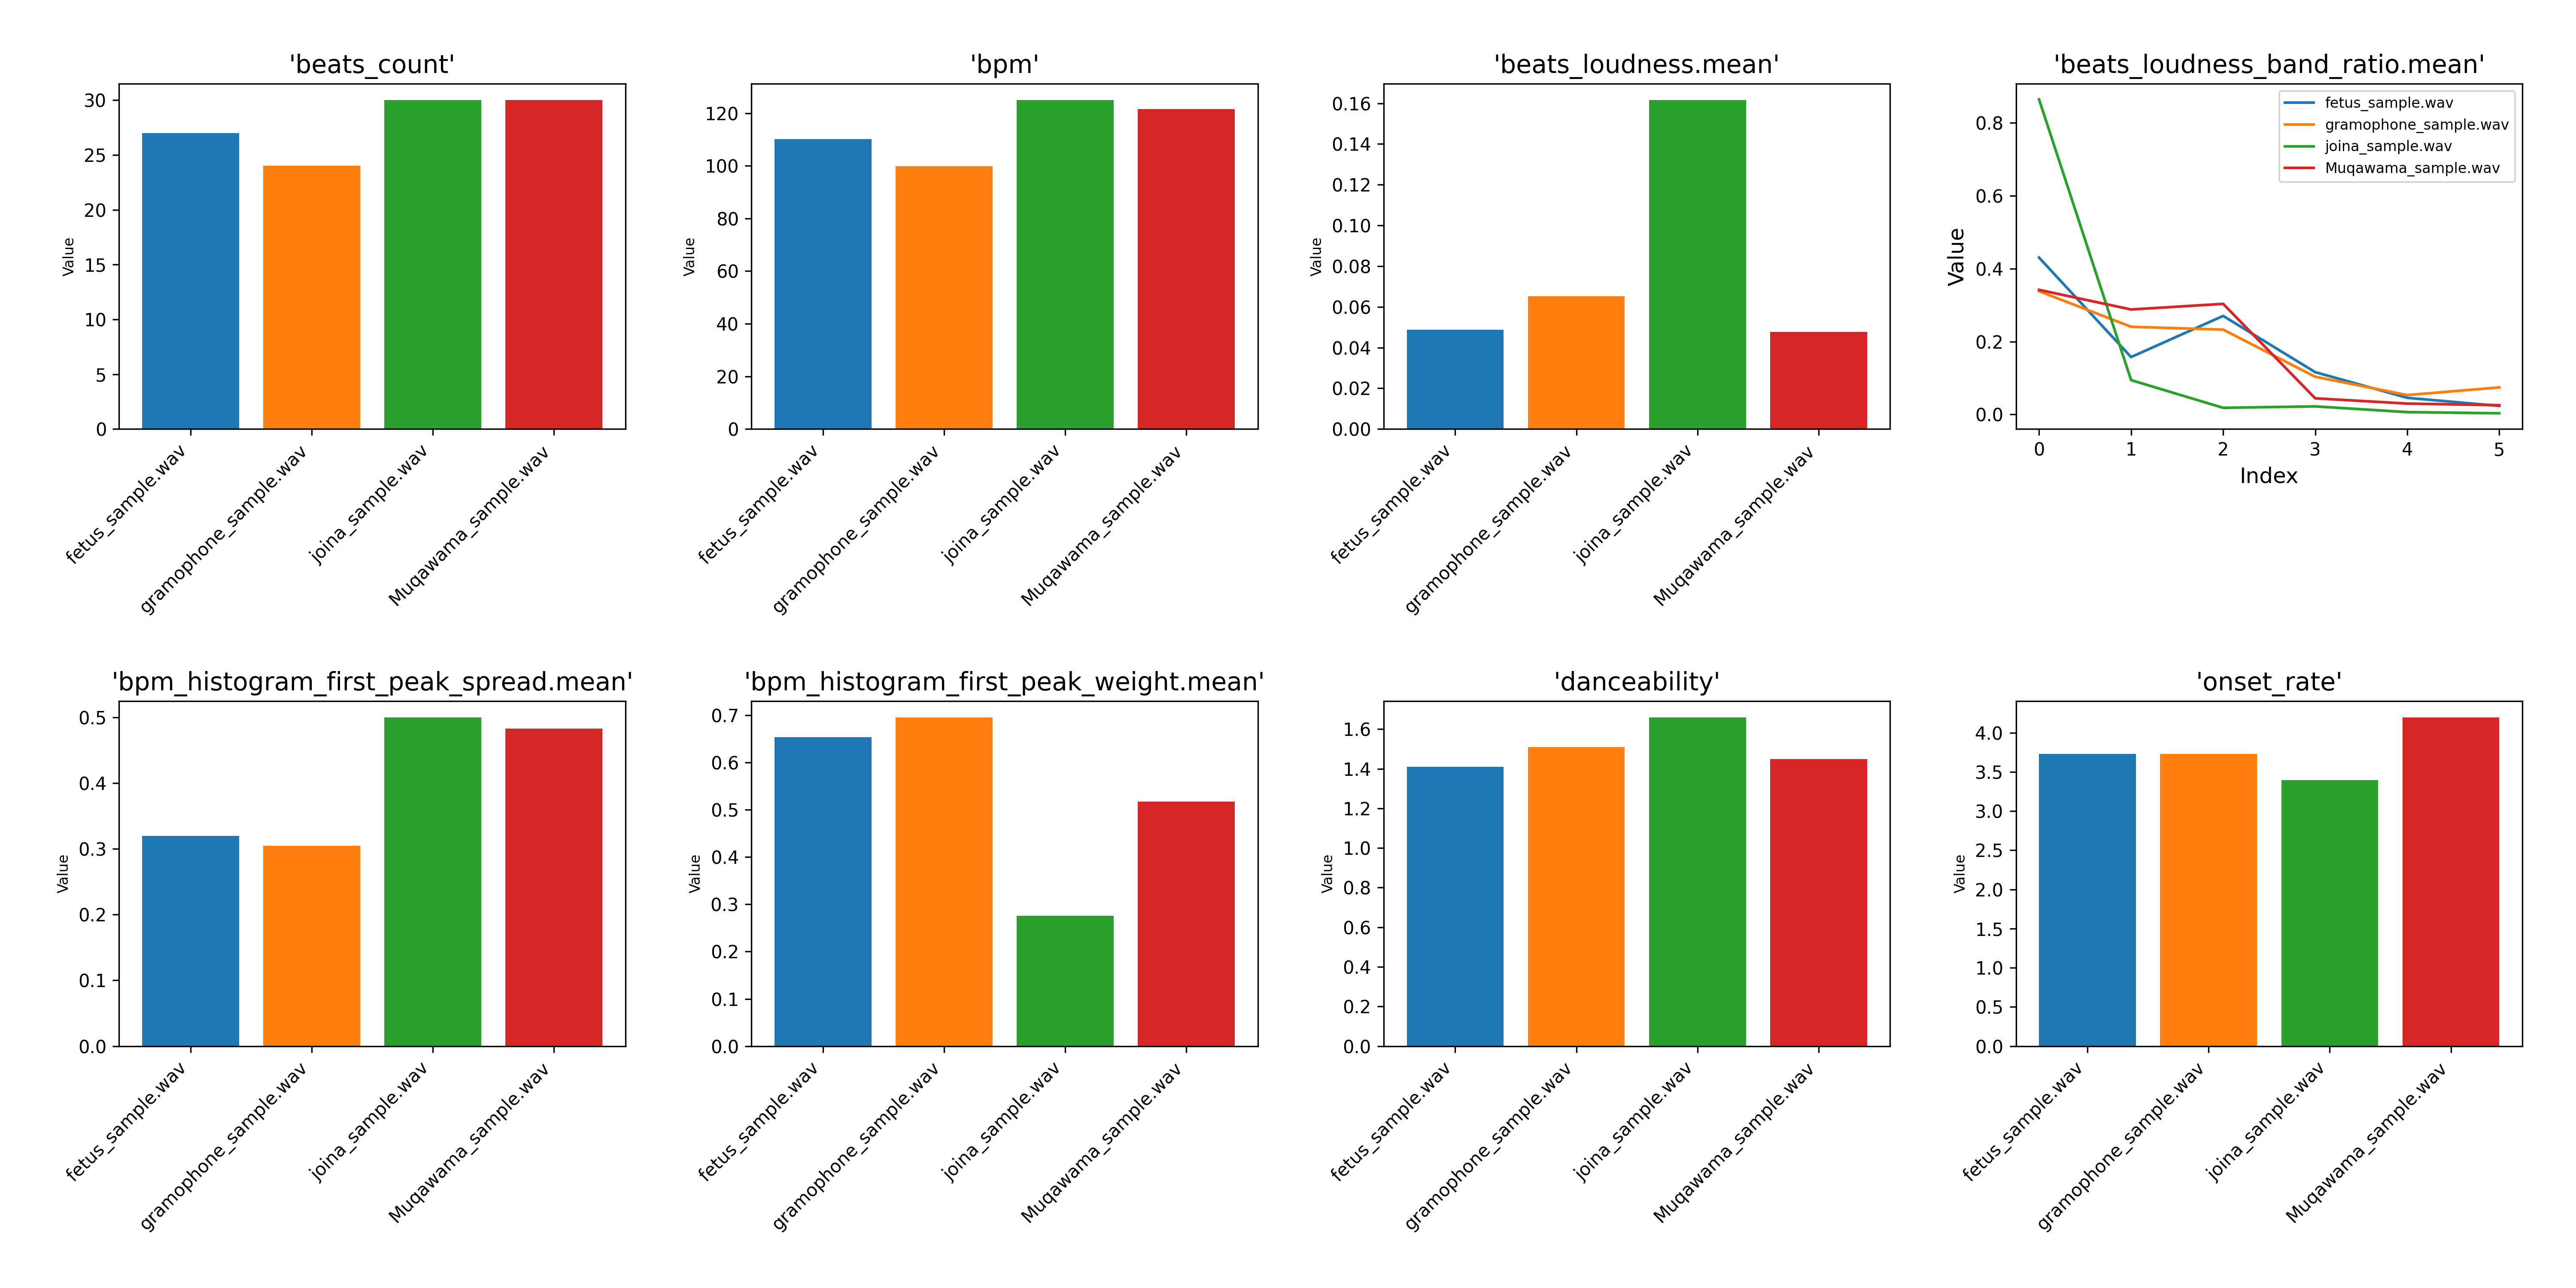 'beats_count'
Value
30
25
20
15
10
5
0
fetus_sample.wav
gramophone_sample.wav
joina_sample.wav
Muqawama_sample.wav
'bpm'
Value
120
100
80
60
40
20
0
fetus_sample.wav
gramophone_sample.wav
joina_sample.wav
Muqawama_sample.wav
'beats_loudness.mean'
Value
0.16
0.14
0.12
0.10
0.08
0.06
0.04
0.02
0.00
fetus_sample.wav
gramophone_sample.wav
joina_sample.wav
Muqawama_sample.wav
'beats_loudness_band_ratio.mean'
Value
0.8
0.6
0.4
0.2
0.0
fetus_sample.wav
gramophone_sample.wav
joina_sample.wav
Muqawama_sample.wav
0 1 2 3 4 5
Index
'bpm_histogram_first_peak_spread.mean'
Value
0.5
0.4
0.3
0.2
0.1
0.0
fetus_sample.wav
gramophone_sample.wav
joina_sample.wav
Muqawama_sample.wav
'bpm_histogram_first_peak_weight.mean'
Value
0.7
0.6
0.5
0.4
0.3
0.2
0.1
0.0
fetus_sample.wav
gramophone_sample.wav
joina_sample.wav
Muqawama_sample.wav
'danceability'
Value
1.6
1.4
1.2
1.0
0.8
0.6
0.4
0.2
0.0
fetus_sample.wav
gramophone_sample.wav
joina_sample.wav
Muqawama_sample.wav
'onset_rate'
Value
4.0
3.5
3.0
2.5
2.0
1.5
1.0
0.5
0.0
fetus_sample.wav
gramophone_sample.wav
joina_sample.wav
Muqawama_sample.wav